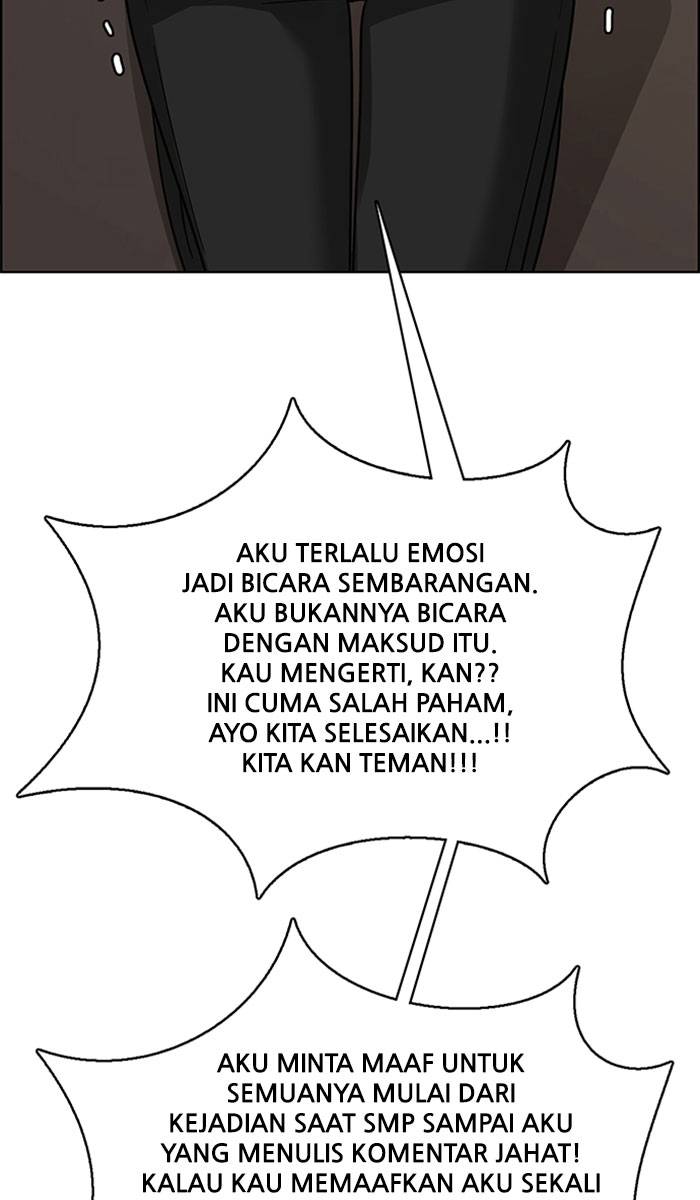 AKU TERLALU EMOSI
JADI BICARA SEMBARANGAN.
AKU BUKANNYA BICARA
DENGAN MAKSUD ITU.
KAU MENGERTI, KAN??
INI CUMA SALAH PAHAM,
AYO KITA SELESAIKAN...!!
KITA KAN TEMAN!!!
AKU MINTA MAAF UNTUK
SEMUANYA MULAI DARI
KEJADIAN SAAT SMP SAMPAI AKU
YANG MENULIS KOMENTAR JAHAT!
KALAU KAU MEMAAFKAN AKU SEKALI